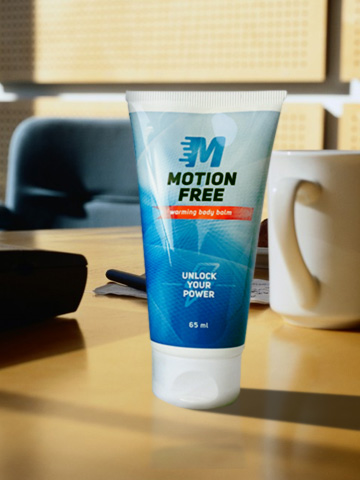 M
MOTION
FREE
warming body balm
UNLOCK
YOUR
POWER
65 ml